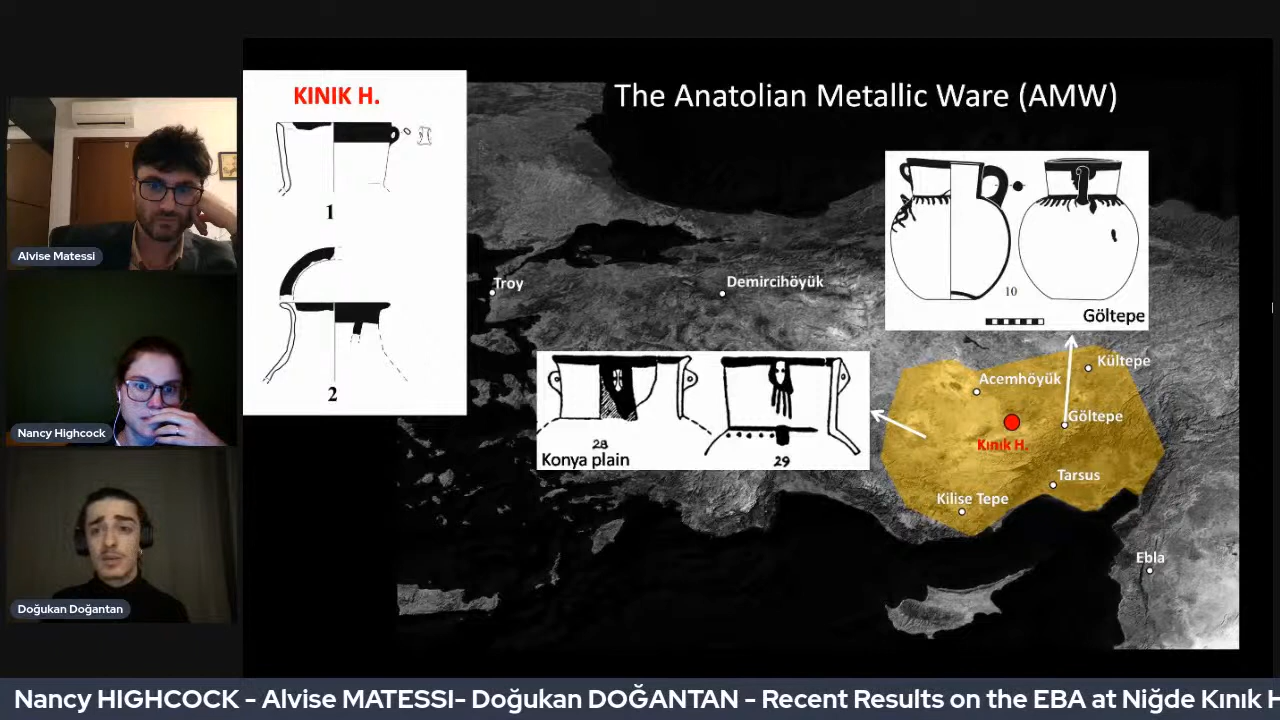 KINIK H.
1
2
The Anatolian Metallic Ware (AMW)
10
Göltepe
Troy
Demircihöyük
28
Konya plain
29
Kültepe
Acemhöyük
Göltepe
Kınık H.
Tarsus
Kilise Tepe
Ebla
Alvise Matessi
Nancy Highcock
Doğukan Doğantan
Nancy HIGHCOCK - Alvise MATESSI- Doğukan DOĞANTAN - Recent Results on the EBA at Niğde Kınık H